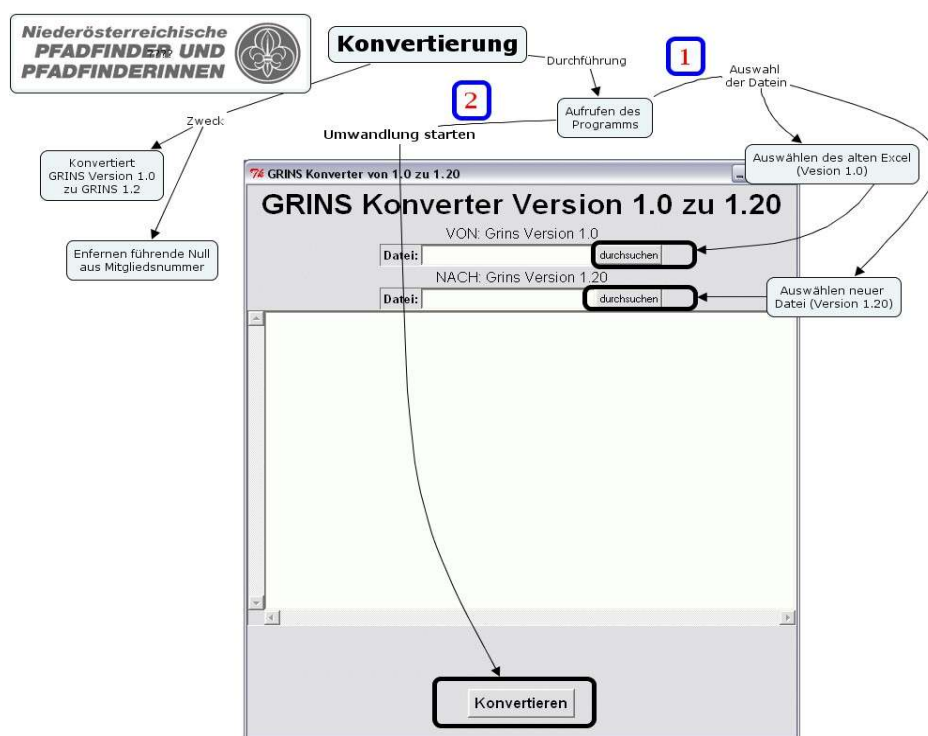 Niederösterreichische
PFADFINDER UND
PFADFINDERINNEN
Konvertierung
Durchführung
1
Auswahl
der Datein
2
Aufrufen des
Programms
Zweck
Umwandlung starten
Konvertiert
GRINS Version 1.0
zu GRINS 1.2
Auswählen des alten Excel
(Vesion 1.0)
GRINS Konverter von 1.0 zu 1.20
GRINS Konverter Version 1.0 zu 1.20
VON: Grins Version 1.0
Enfernen führende Null
aus Mitgliedsnummer
Datei:
durchsuchen
NACH: Grins Version 1.20
Datei:
durchsuchen
Auswählen neuer
Datei (Version 1.20)
Konvertieren